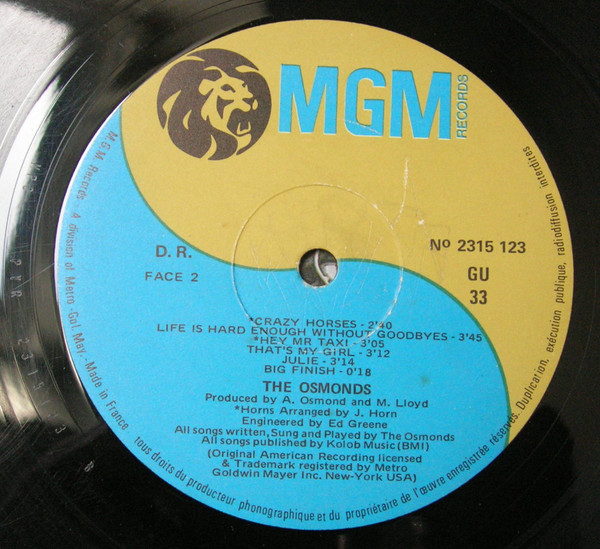 MGM
RECORDS
D. R.
FACE 2
Nº 2315 123
GU
33
*CRAZY HORSES - 2'40
LIFE IS HARD ENOUGH WITHOUT GOODBYES - 3'45
*HEY MR TAXI - 3'05
THAT'S MY GIRL - 3'12
JULIE - 3'14
BIG FINISH - 0'18
THE OSMONDS
Produced by A. Osmond and M. Lloyd
*Horns Arranged by J. Horn
Engineered by Ed Greene
All songs written, Sung and Played by The Osmonds
All songs published by Kolob Music (BMI)
(Original American Recording licensed
& Trademark registered by Metro
Goldwin Mayer Inc. New-York USA)
M.G.M. Records - A division of Metro - Gol. May. - Made in France
tous droits du producteur phonographique et du propriétaire de l'œuvre enregistrée réservés. Duplication, exécution publique, radiodiffusion interdites